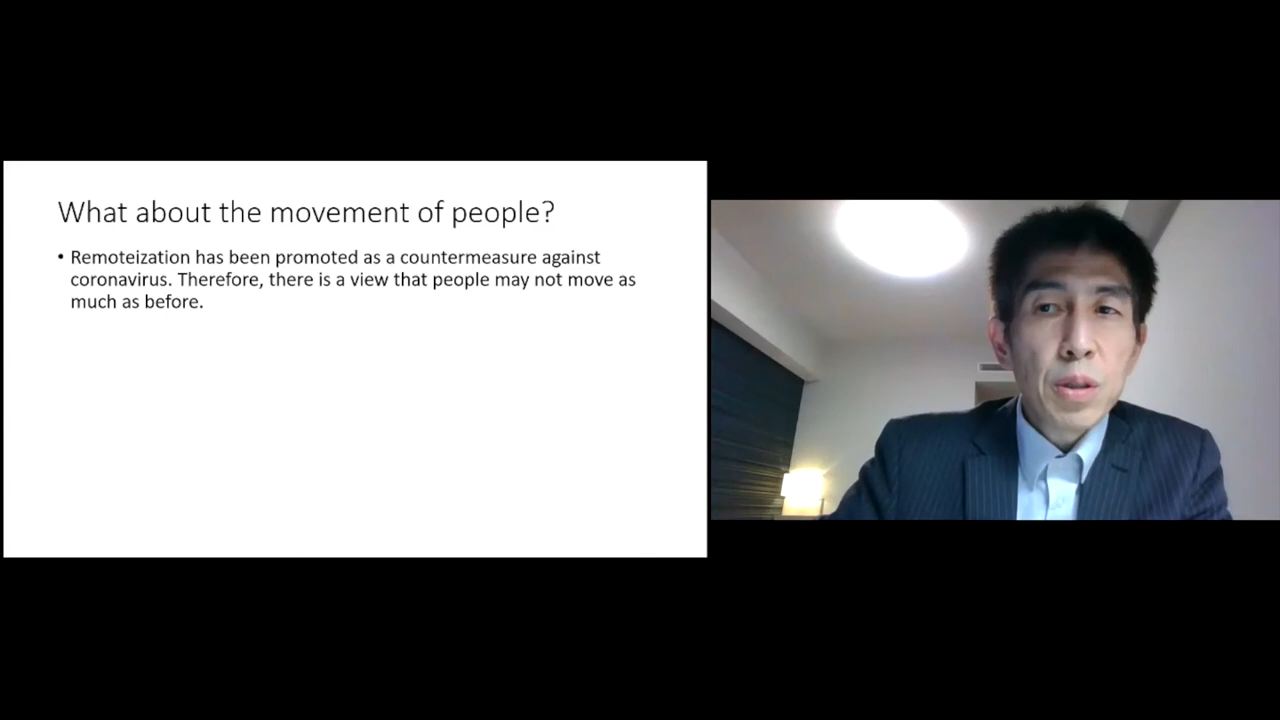 What about the movement of people?
• Remoteization has been promoted as a countermeasure against
coronavirus. Therefore, there is a view that people may not move as
much as before.